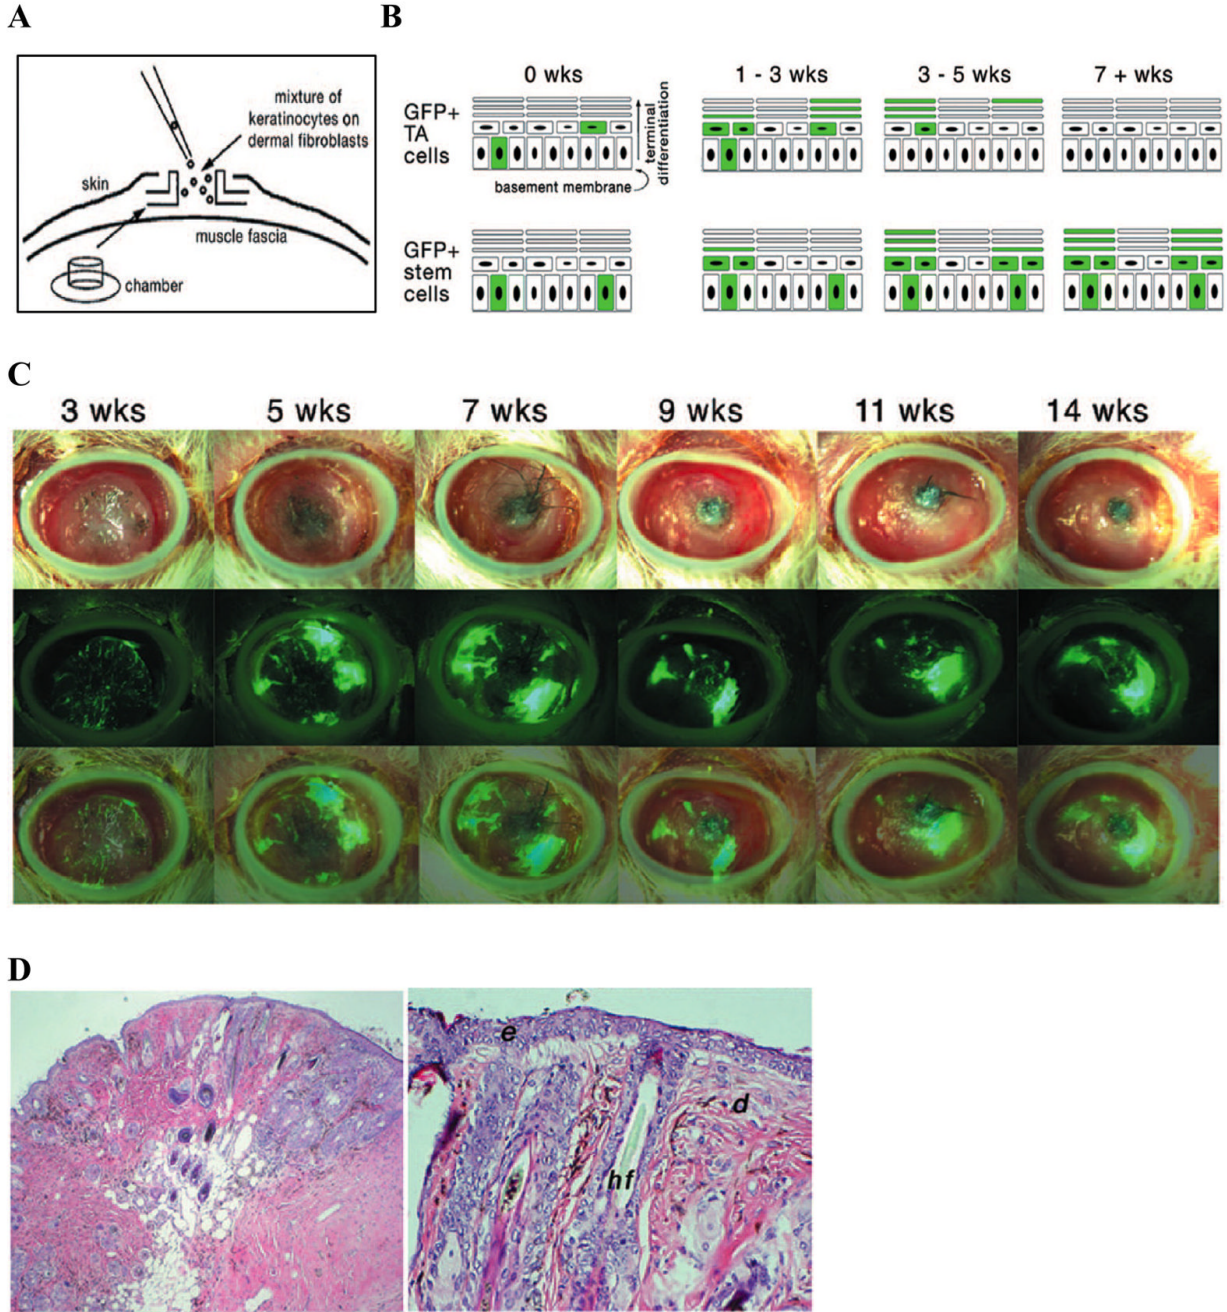 A
B
mixture of
keratinocytes on
dermal fibroblasts
skin
muscle fascia
chamber
0 wks
1 - 3 wks
3 - 5 wks
7 + wks
GFP+
TA
cells
terminal
differentiation
basement membrane
GFP+
stem
cells
C
3 wks
5 wks
7 wks
9 wks
11 wks
14 wks
D
e
d
hf